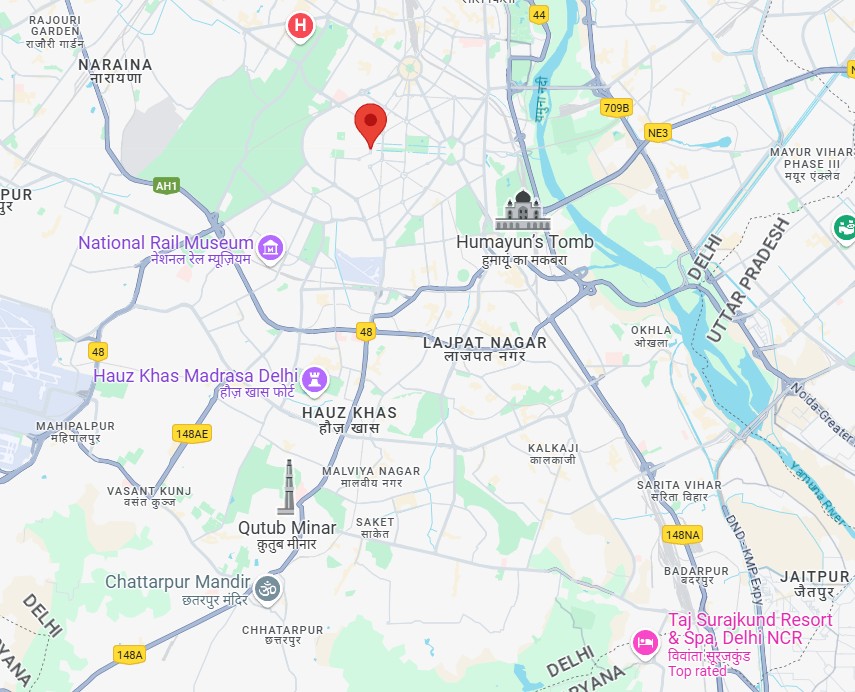 44
RAJOURI
GARDEN
राजौरी गार्डन
H
NARAINA
नारायणा
यमुना नदी
709B
NE3
MAYUR VIHAR
PHASE III
मयूर एंक्लेव
AH1
PUR
पुर
National Rail Museum
नेशनल रेल म्यूज़ियम
Humayun's Tomb
हुमायूं का मकबरा
DELHI
UTTAR PRADESH
48
LAJPAT NAGAR
लाजपत नगर
OKHLA
ओखला
48
Hauz Khas Madrasa Delhi
हौज़ खास फोर्ट
HAUZ KHAS
हौज़ खास
Noida-Greater
MAHIPALPUR
महिपालपुर
148AE
KALKAJI
कालकाजी
MALVIYA NAGAR
मालवीय नगर
VASANT KUNJ
वसंत कुञ्ज
SARITA VIHAR
सरिता विहार
Yamuna River
Qutub Minar
क़ुतुब मीनार
SAKET
साकेत
148NA
DND - KMP Expy
BADARPUR
बदरपुर
JAITPUR
जैतपुर
Chattarpur Mandir
छतरपुर मंदिर
DELHI
RYANA
CHHATARPUR
छत्तरपुर
148A
Taj Surajkund Resort
& Spa, Delhi NCR
विवांता सूरजकुंड
Top rated
DELHI
RYANA